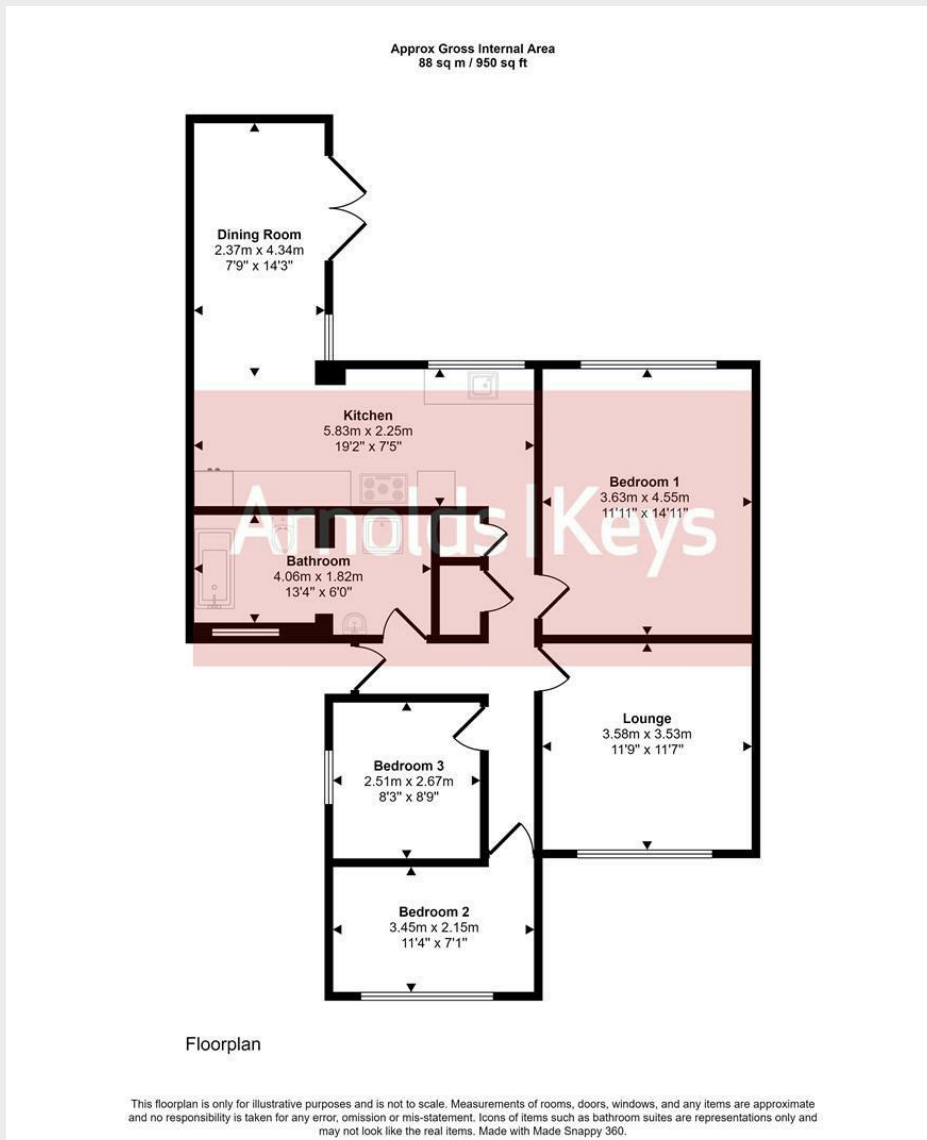 Approx Gross Internal Area
88 sq m / 950 sq ft
Dining Room
2.37m x 4.34m
7'9" x 14'3"
Kitchen
5.83m x 2.25m
19'2" x 7'5"
Bedroom 1
3.63m x 4.55m
11'11" x 14'11"
Arnolds | Keys
Bathroom
4.06m x 1.82m
13'4" x 6'0"
Lounge
3.58m x 3.53m
11'9" x 11'7"
Bedroom 3
2.51m x 2.67m
8'3" x 8'9"
Bedroom 2
3.45m x 2.15m
11'4" x 7'1"
Floorplan
This floorplan is only for illustrative purposes and is not to scale. Measurements of rooms, doors, windows, and any items are approximate
and no responsibility is taken for any error, omission or mis-statement. Icons of items such as bathroom suites are representations only and
may not look like the real items. Made with Made Snappy 360.